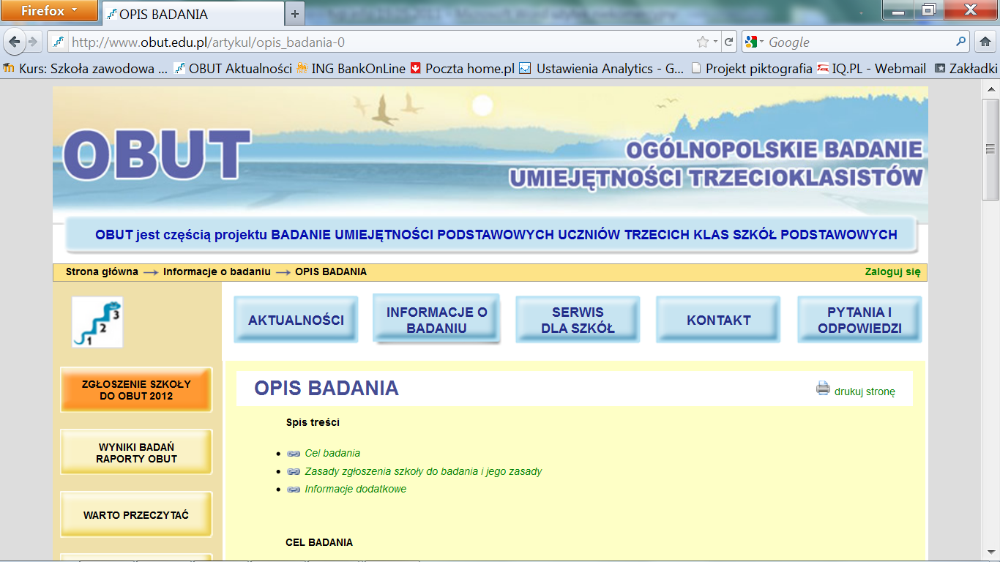 Firefox
OPIS BADANIA
http://www.obut.edu.pl/artykul/opis_badania-0
Google
Kurs: Szkoła zawodowa ...
OBUT Aktualności
ING BankOnLine
Poczta home.pl
Ustawienia Analytics - G...
Projekt piktografia
IQ.PL - Webmail
Zakładki
OBUT
OGÓLNOPOLSKIE BADANIE
UMIEJĘTNOŚCI TRZECIOKLASISTÓW
OBUT jest częścią projektu BADANIE UMIEJĘTNOŚCI PODSTAWOWYCH UCZNIÓW TRZECICH KLAS SZKÓŁ PODSTAWOWYCH
Strona główna → Informacje o badaniu → OPIS BADANIA
Zaloguj się
1 2 3
AKTUALNOŚCI
INFORMACJE O
BADANIU
SERWIS
DLA SZKÓŁ
KONTAKT
PYTANIA I
ODPOWIEDZI
ZGŁOSZENIE SZKOŁY
DO OBUT 2012
WYNIKI BADAŃ
RAPORTY OBUT
WARTO PRZECZYTAĆ
OPIS BADANIA
drukuj stronę
Spis treści
Cel badania
Zasady zgłoszenia szkoły do badania i jego zasady
Informacje dodatkowe
CEL BADANIA